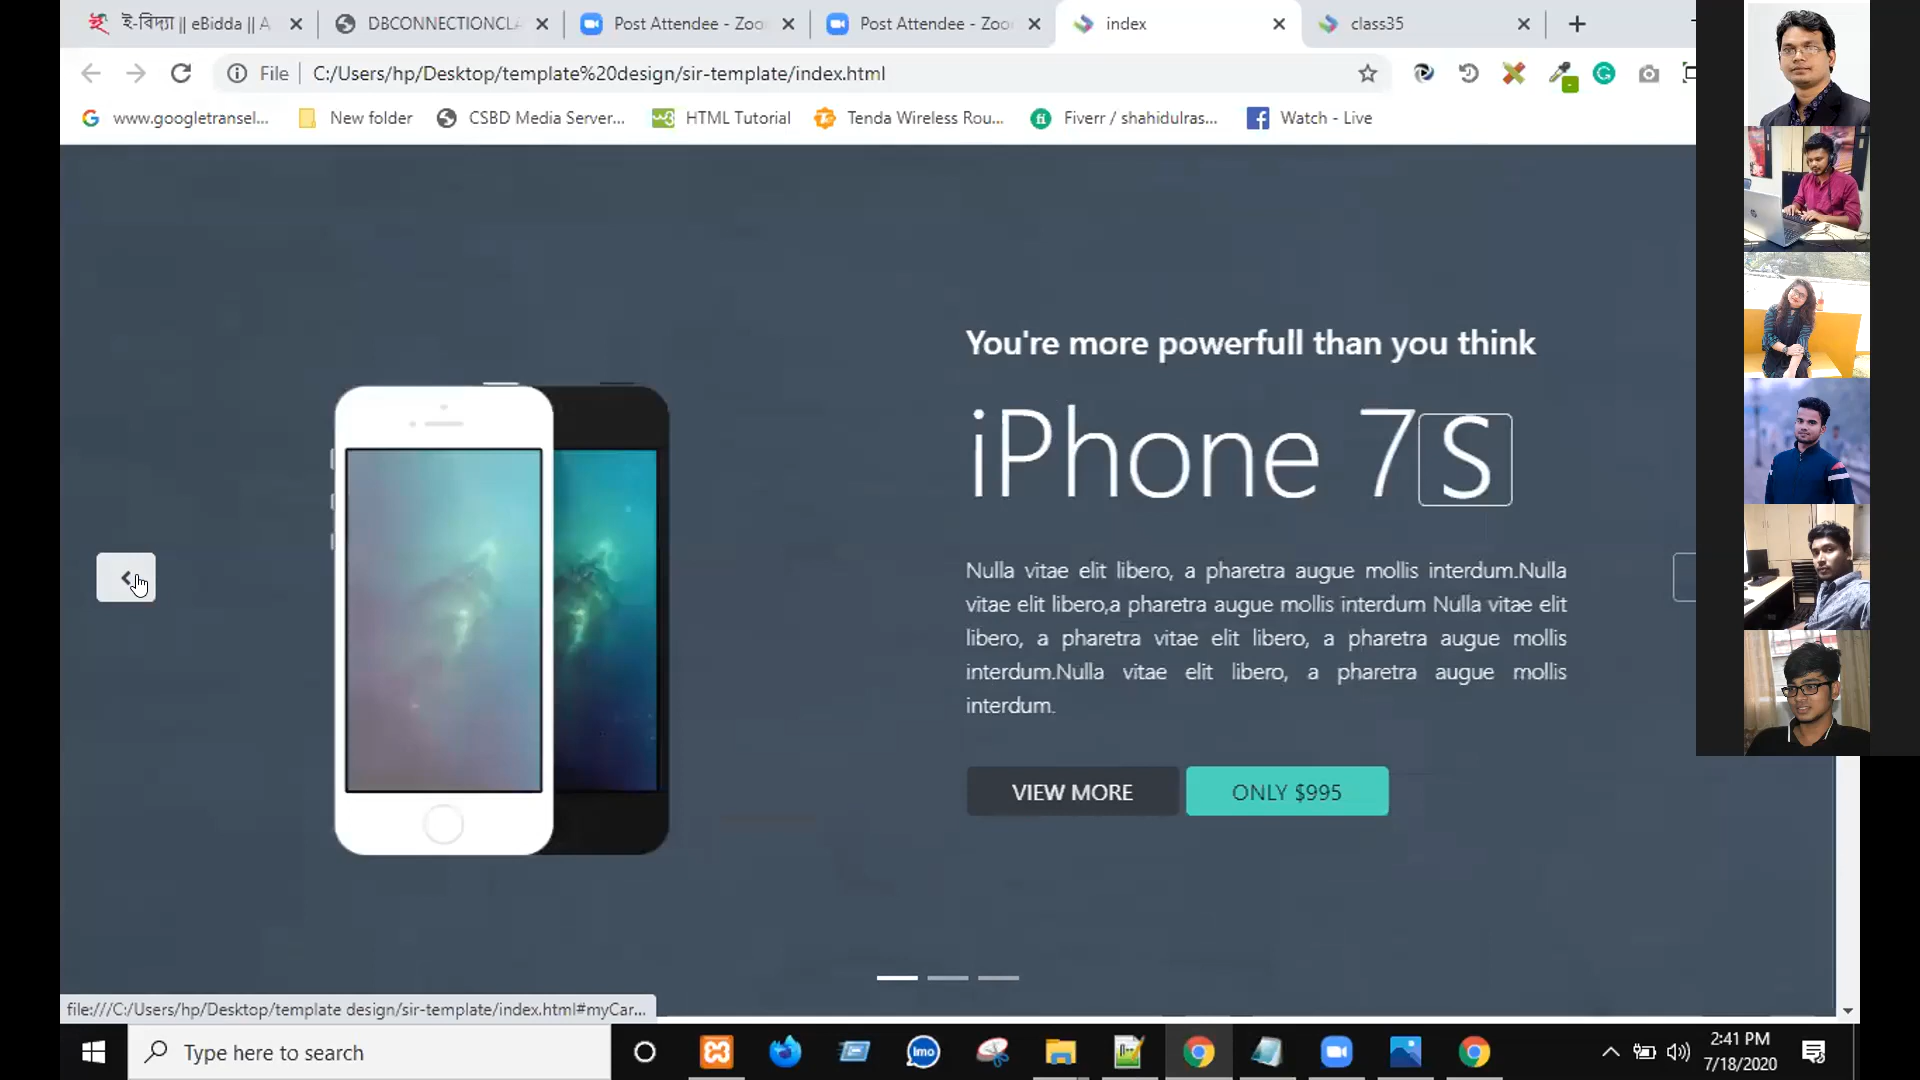 ই-বিদ্যা || eBidda || A
DBCONNECTIONCLA
Post Attendee - Zoo
Post Attendee - Zoo
index
class35
File
C:/Users/hp/Desktop/template%20design/sir-template/index.html
www.googletransel...
New folder
CSBD Media Server...
HTML Tutorial
Tenda Wireless Rou...
Fiverr / shahidulras...
Watch - Live
You're more powerfull than you think
iPhone 7S
Nulla vitae elit libero, a pharetra augue mollis interdum.Nulla
vitae elit libero,a pharetra augue mollis interdum Nulla vitae elit
libero, a pharetra vitae elit libero, a pharetra augue mollis
interdum.Nulla vitae elit libero, a pharetra augue mollis
interdum.
VIEW MORE
ONLY $995
file:///C:/Users/hp/Desktop/template design/sir-template/index.html#myCar...
Type here to search
imo
2:41 PM
7/18/2020